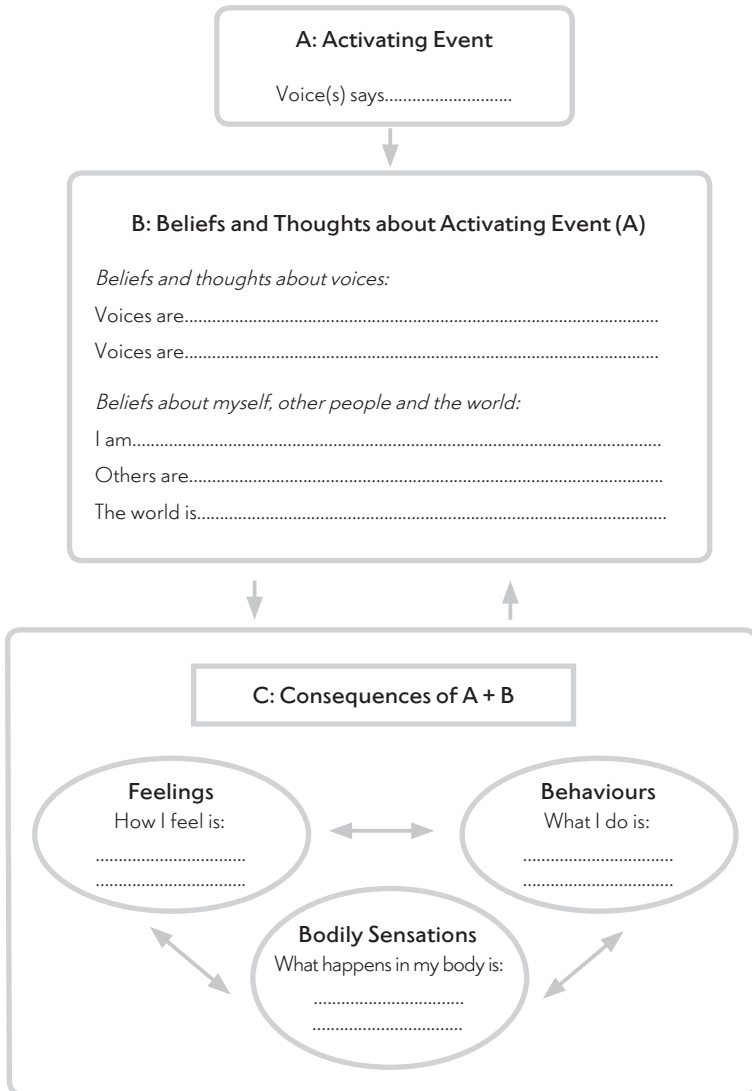 A: Activating Event
Voice(s) says............................
B: Beliefs and Thoughts about Activating Event (A)
Beliefs and thoughts about voices:
Voices are........................................................................................................
Voices are........................................................................................................
Beliefs about myself, other people and the world:
I am....................................................................................................................
Others are........................................................................................................
The world is.......................................................................................................
C: Consequences of A + B
Feelings
How I feel is:
.................................
.................................
Behaviours
What I do is:
.................................
.................................
Bodily Sensations
What happens in my body is:
.................................
.................................